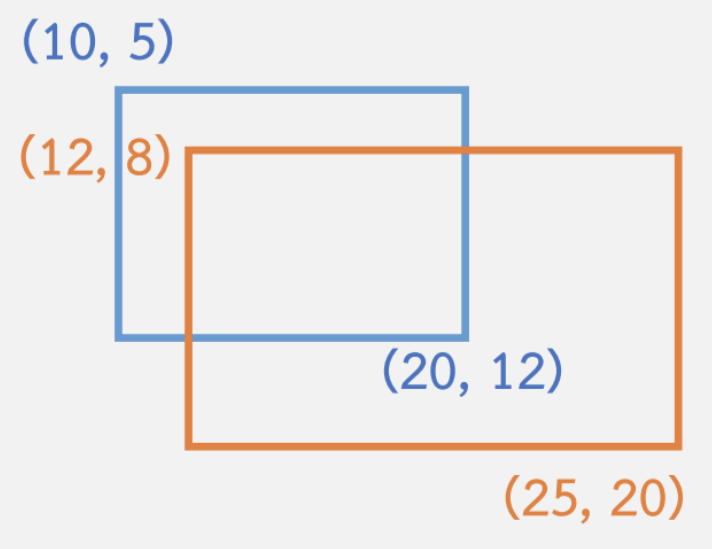 (10, 5)
(12, 8)
(20, 12)
(25, 20)